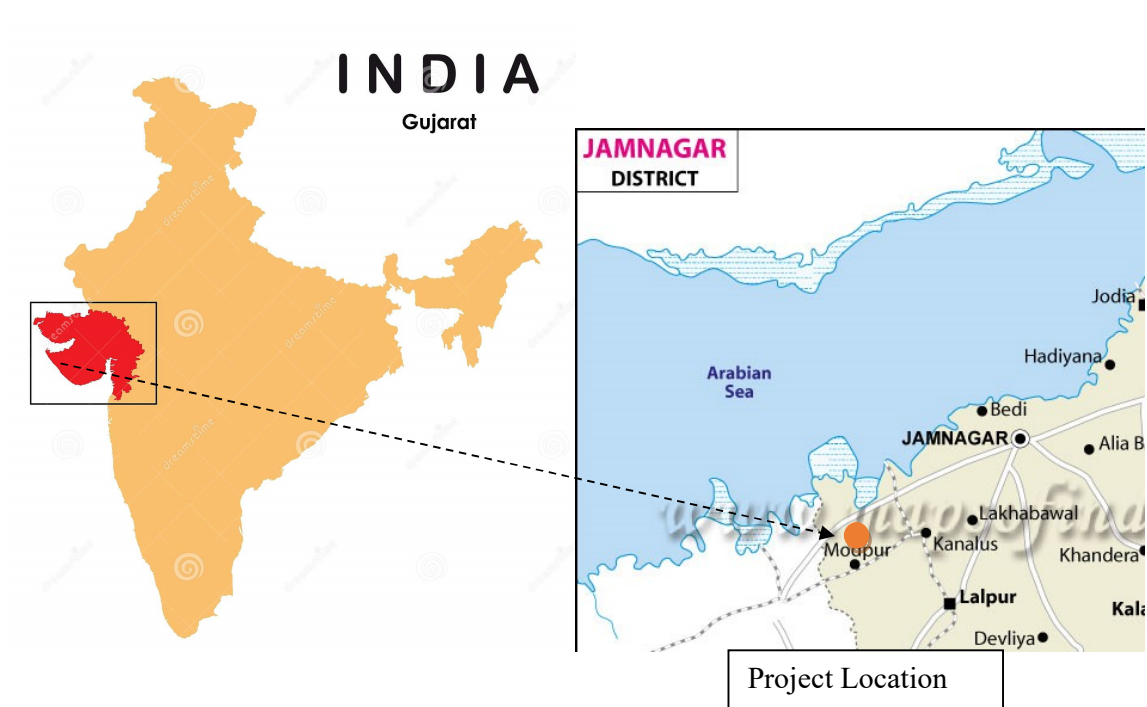 INDIA
Gujarat
JAMNAGAR
DISTRICT
Jodia
Hadiyana
Arabian
Sea
Bedi
JAMNAGAR
Alia B
Lakhabawal
Modpur
Kanalus
Khandera
Lalpur
Kala
Devliya
Project Location
dreamstime